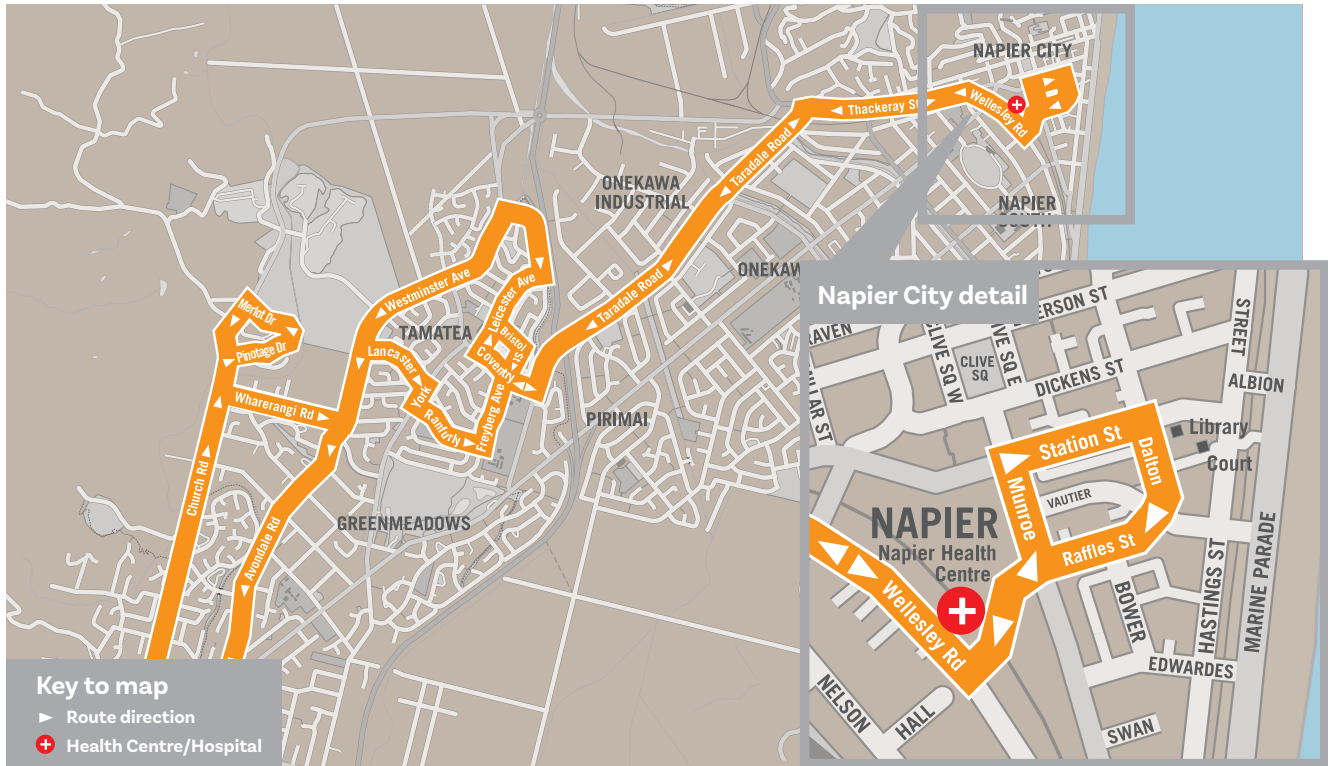 NAPIER CITY
Thackeray St
Wellesley Rd
Taradale Road
ONEKAWA
INDUSTRIAL
NAPIER
SOUTH
ONEKAW
Westminster Ave
Leicester Ave
Taradale Road
TAMATEA
Bristol
Coventry
IS
Merlot Dr
Pinotage Dr
Lancaster
York
Ranfurly
Freyberg Ave
Wharerangi Rd
PIRIMAI
Church Rd
Avondale Rd
GREENMEADOWS
Key to map
Route direction
Health Centre/Hospital
Napier City detail
RAVEN
ERSON ST
CLIVE SQ W
CLIVE
SQ
IVE SQ E
DICKENS ST
STREET
ALBION
MILLAR ST
Station St
Library
Court
Dalton
Munroe
VAUTIER
NAPIER
Napier Health
Centre
Raffles St
Wellesley Rd
BOWER
HASTINGS ST
MARINE PARADE
EDWARDES
NELSON
HALL
SWAN